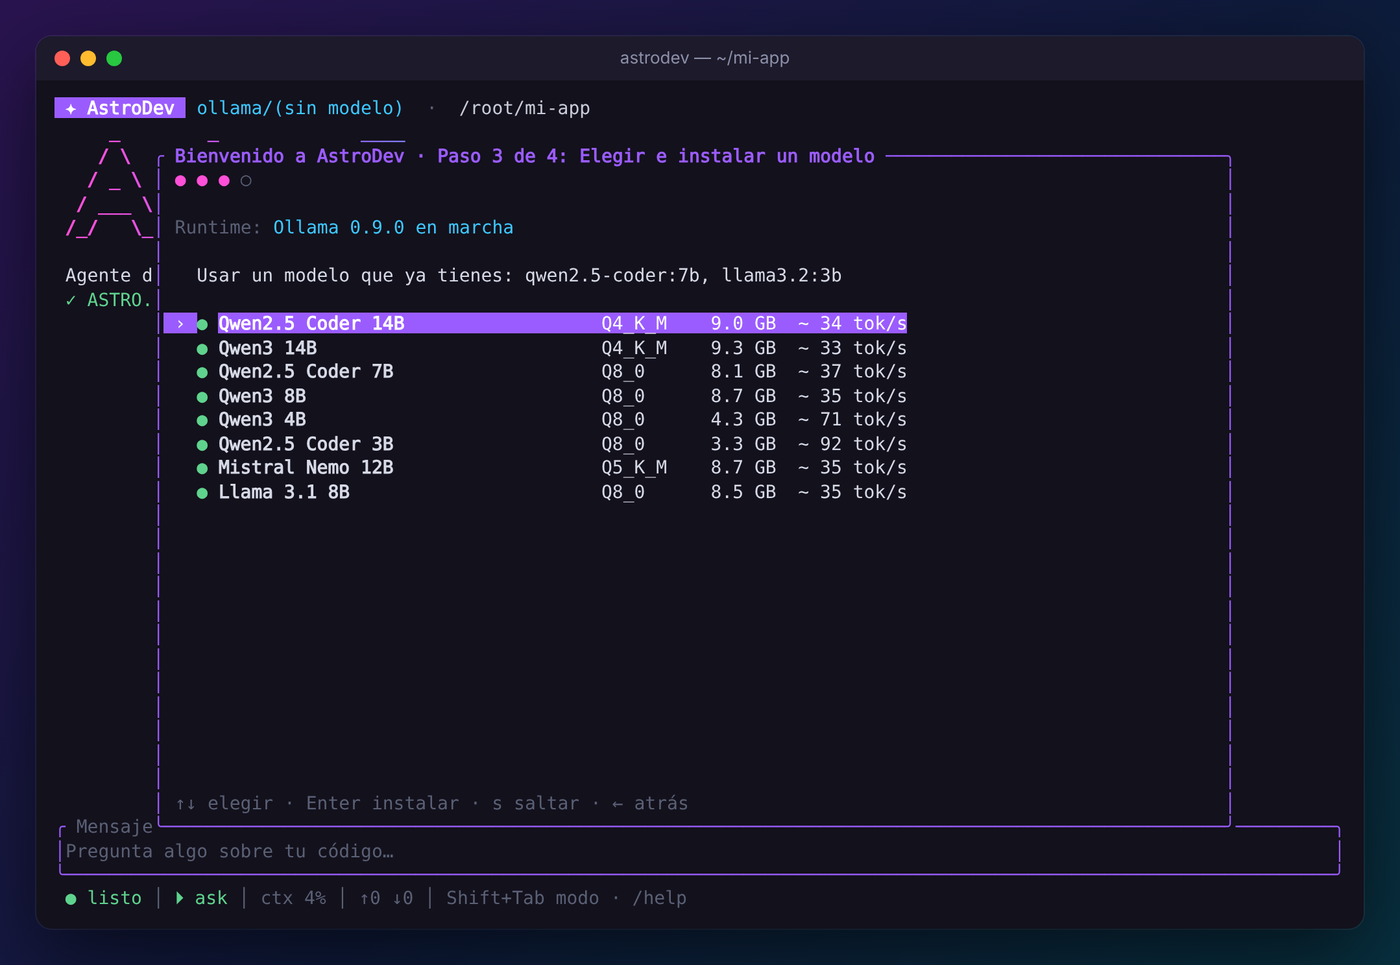 astrodev — ~/mi-app
✦ AstroDev ollama/(sin modelo) · /root/mi-app
Bienvenido a AstroDev · Paso 3 de 4: Elegir e instalar un modelo
Runtime: Ollama 0.9.0 en marcha
Agente d
Usar un modelo que ya tienes: qwen2.5-coder:7b, llama3.2:3b
✓ ASTRO.
› ● Qwen2.5 Coder 14B Q4_K_M 9.0 GB ~ 34 tok/s
● Qwen3 14B Q4_K_M 9.3 GB ~ 33 tok/s
● Qwen2.5 Coder 7B Q8_0 8.1 GB ~ 37 tok/s
● Qwen3 8B Q8_0 8.7 GB ~ 35 tok/s
● Qwen3 4B Q8_0 4.3 GB ~ 71 tok/s
● Qwen2.5 Coder 3B Q8_0 3.3 GB ~ 92 tok/s
● Mistral Nemo 12B Q5_K_M 8.7 GB ~ 35 tok/s
● Llama 3.1 8B Q8_0 8.5 GB ~ 35 tok/s
↑↓ elegir · Enter instalar · s saltar · ← atrás
Mensaje
Pregunta algo sobre tu código…
● listo │ ⏵ ask │ ctx 4% │ ↑0 ↓0 │ Shift+Tab modo · /help